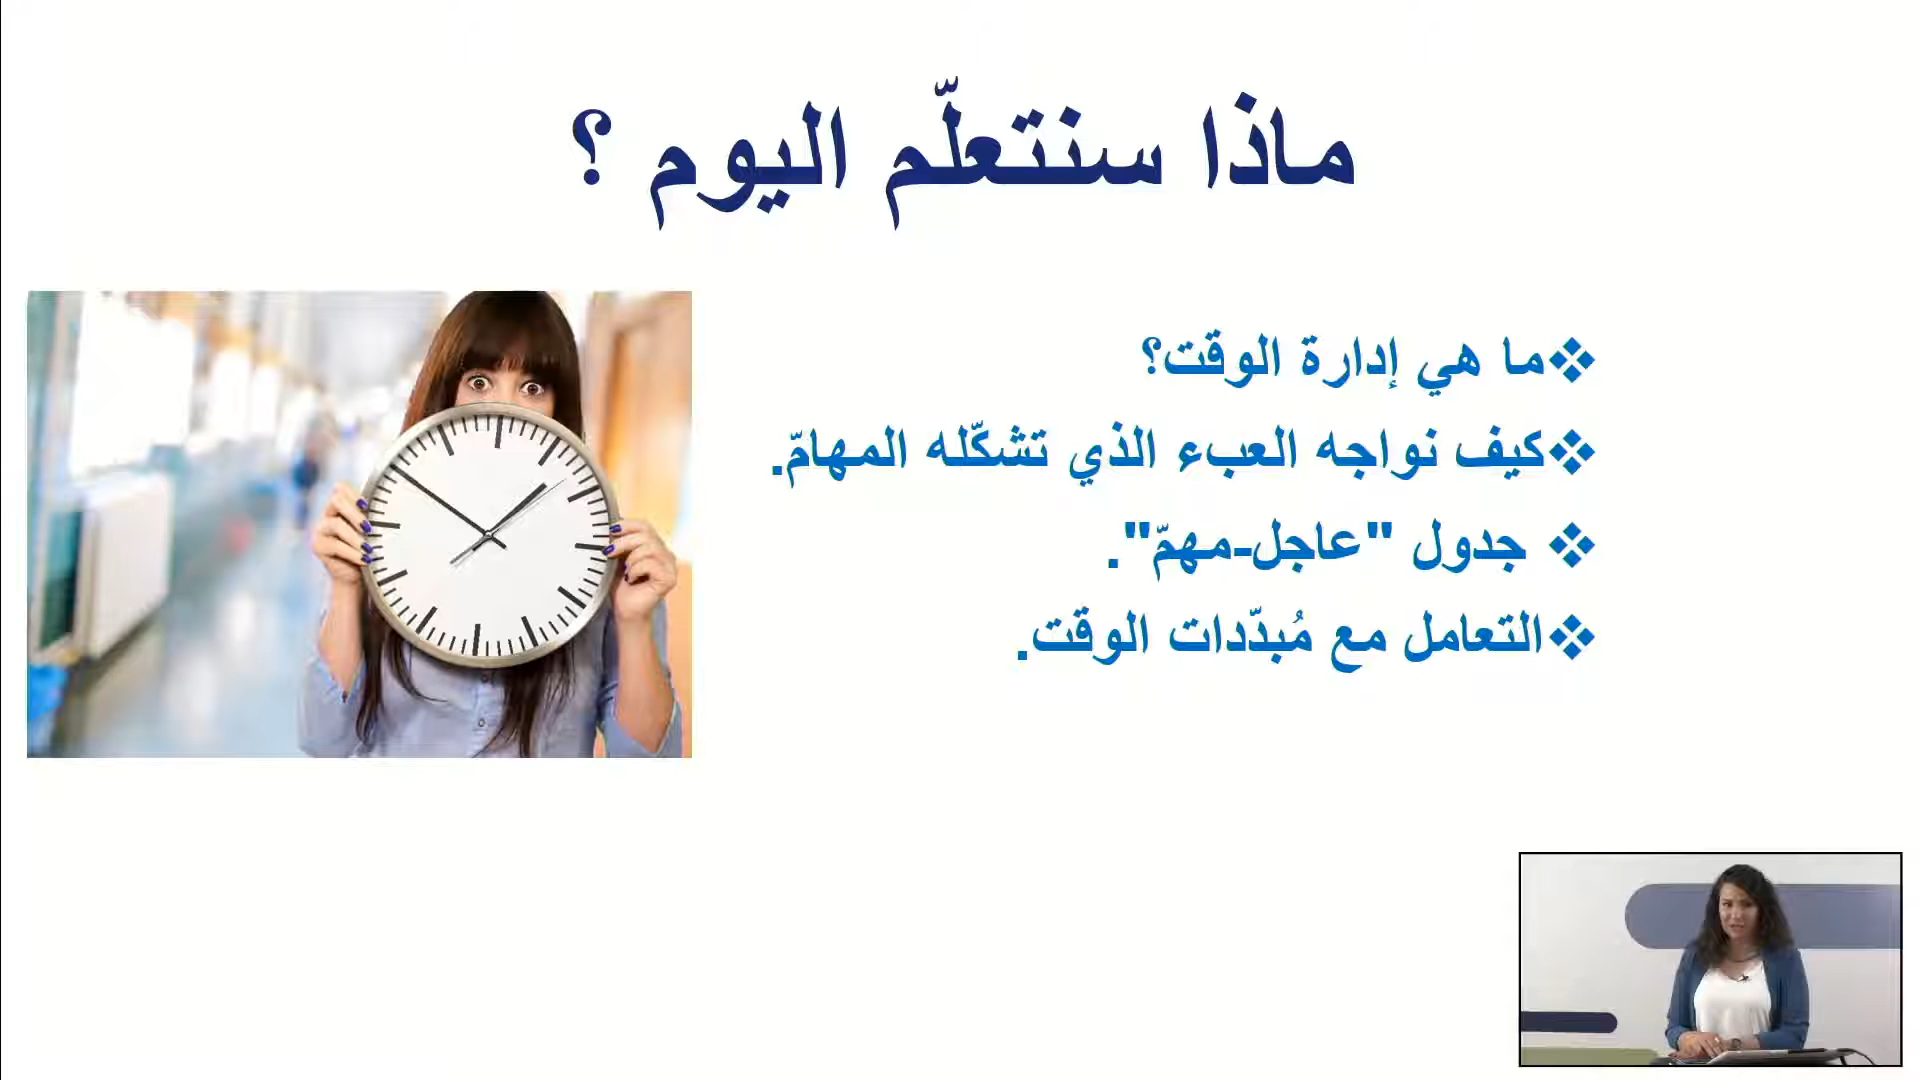 ماذا سنتعلّم اليوم ؟
❖ما هي إدارة الوقت؟
❖كيف نواجه العبء الذي تشكّله المهامّ.
❖ جدول "عاجل-مهمّ".
❖التعامل مع مُبدّدات الوقت.